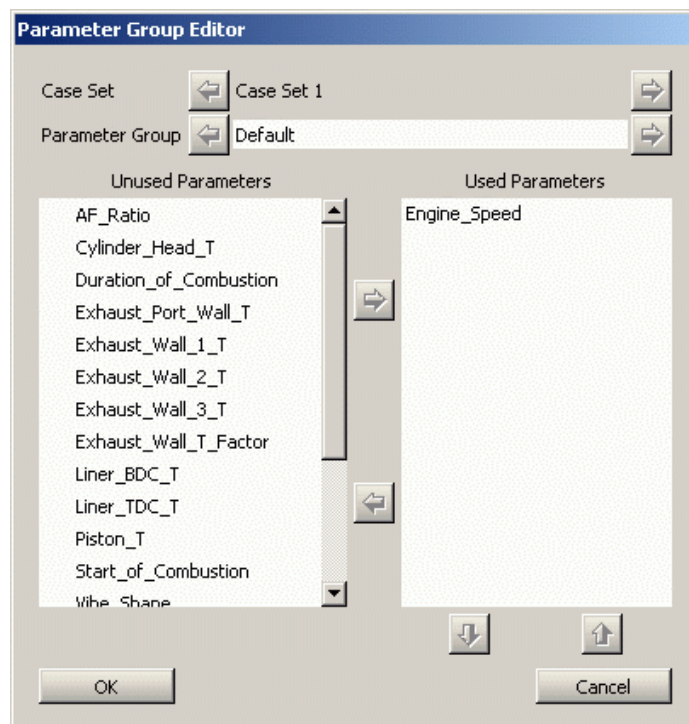 Parameter Group Editor
Case Set Case Set 1
Parameter Group Default
Unused Parameters Used Parameters
AF_Ratio Engine_Speed
Cylinder_Head_T
Duration_of_Combustion
Exhaust_Port_Wall_T
Exhaust_Wall_1_T
Exhaust_Wall_2_T
Exhaust_Wall_3_T
Exhaust_Wall_T_Factor
Liner_BDC_T
Liner_TDC_T
Piston_T
Start_of_Combustion
Vibe_Shape
OK Cancel